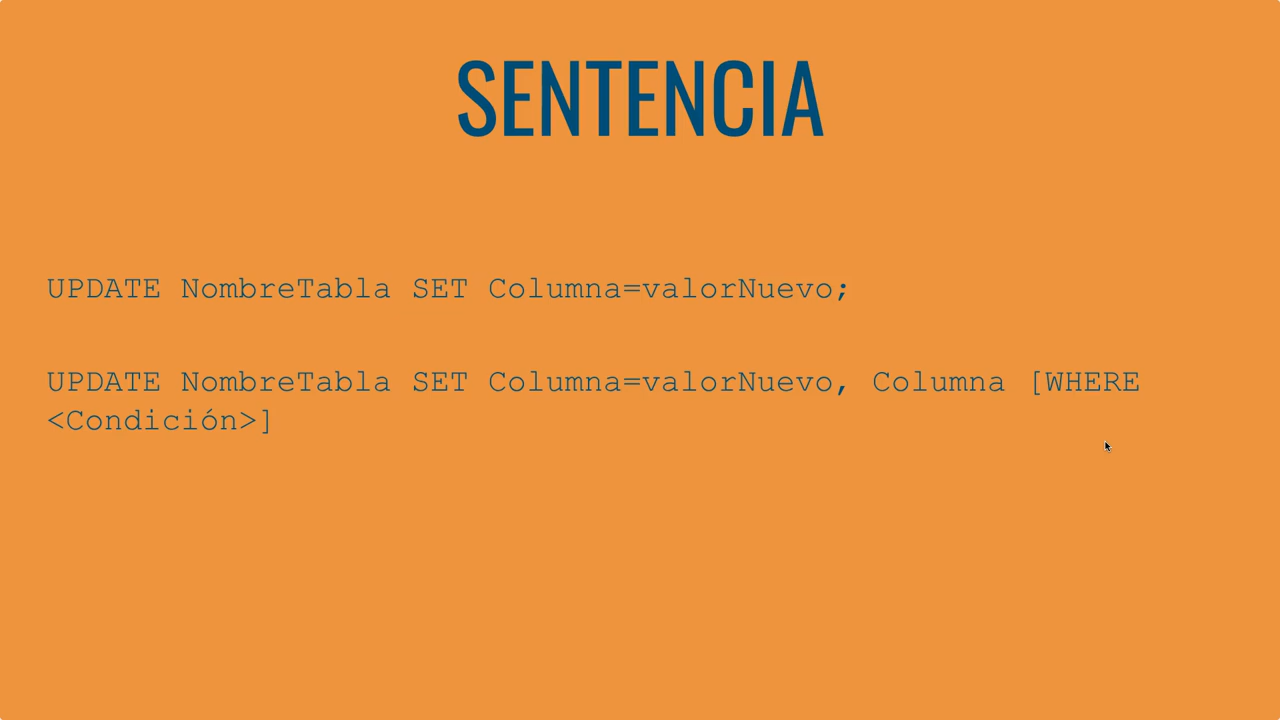 SENTENCIA
UPDATE NombreTabla SET Columna=valorNuevo;
UPDATE NombreTabla SET Columna=valorNuevo, Columna [WHERE
<Condición>]